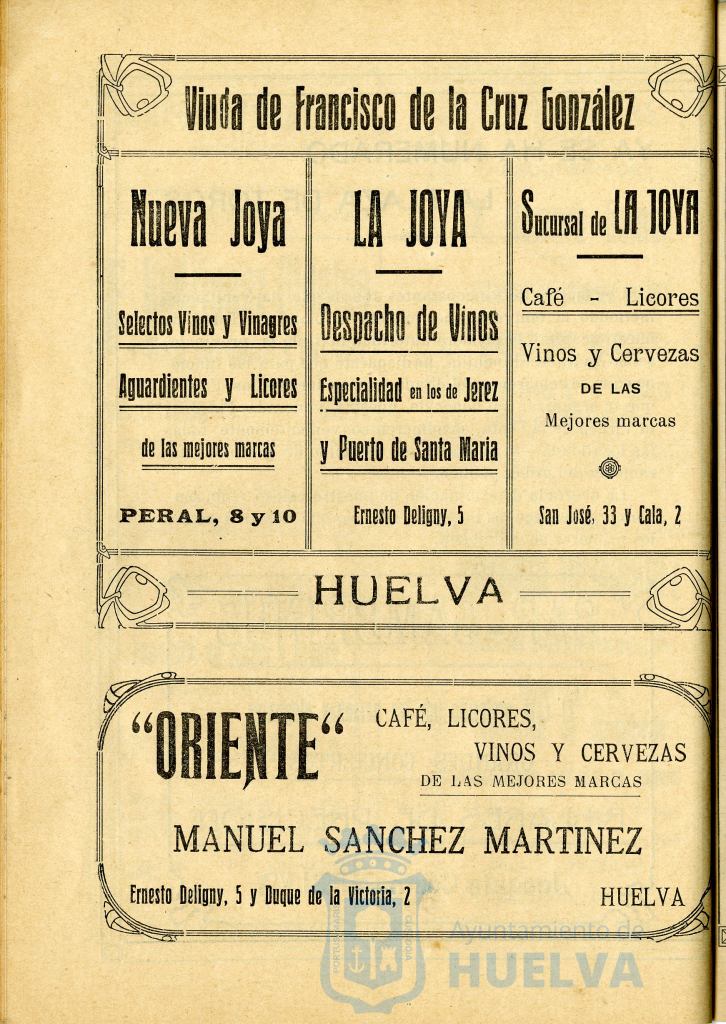 Viuda de Francisco de la Cruz González
Nueva Joya
Selectos Vinos y Vinagres
Aguardientes y Licores
de las mejores marcas
PERAL, 8 y 10
LA JOYA
Despacho de Vinos
Especialidad en los de Jerez
y Puerto de Santa Maria
Ernesto Deligny, 5
Sucursal de LA JOYA
Café - Licores
Vinos y Cervezas
DE LAS
Mejores marcas
San José, 33 y Cala, 2
HUELVA
“ORIENTE“
CAFÉ, LICORES,
VINOS Y CERVEZAS
DE LAS MEJORES MARCAS
MANUEL SANCHEZ MARTINEZ
Ernesto Deligny, 5 y Duque de la Victoria, 2
HUELVA
Ayuntamiento de
HUELVA